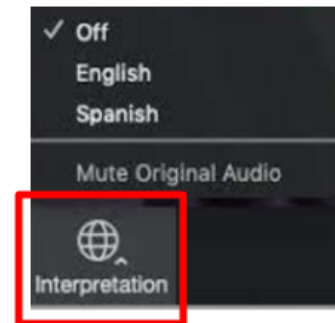 ✓ Off
English
Spanish
Mute Original Audio
Interpretation